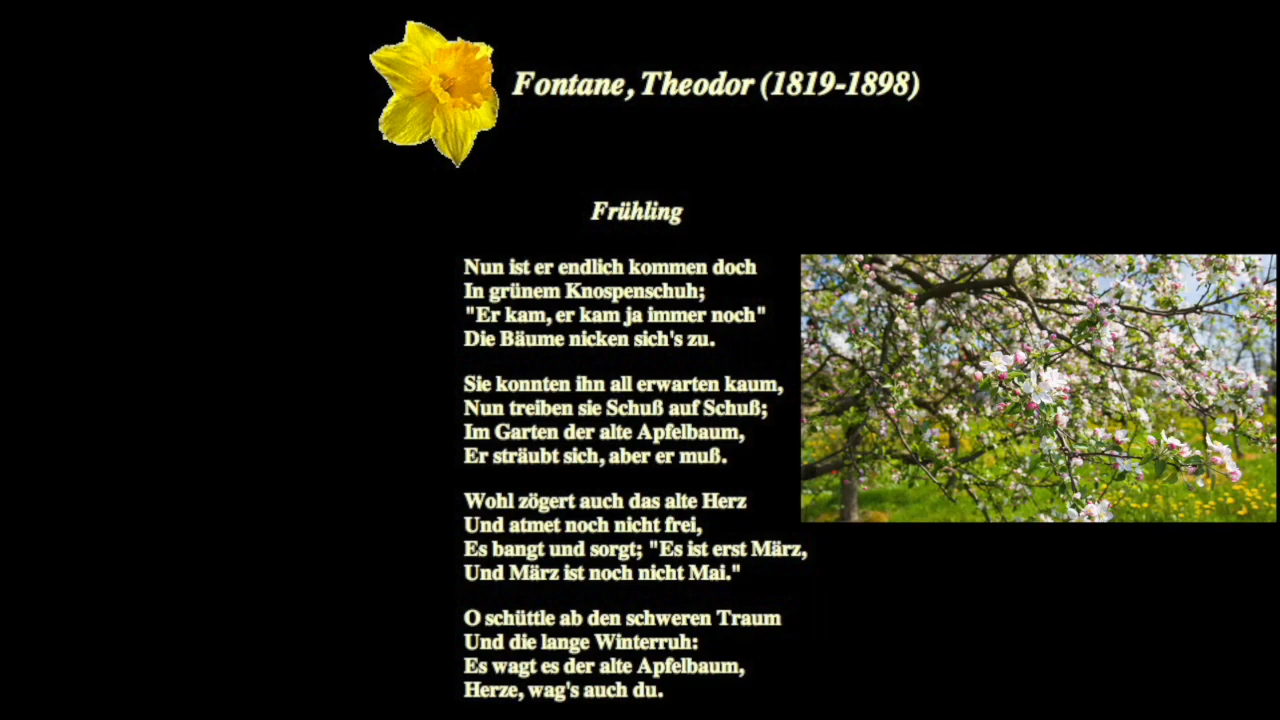 Fontane, Theodor (1819-1898)
Frühling
Nun ist er endlich kommen doch
In grünem Knospenschuh;
"Er kam, er kam ja immer noch"
Die Bäume nicken sich's zu.
Sie konnten ihn all erwarten kaum,
Nun treiben sie Schuß auf Schuß;
Im Garten der alte Apfelbaum,
Er sträubt sich, aber er muß.
Wohl zögert auch das alte Herz
Und atmet noch nicht frei,
Es bangt und sorgt; "Es ist erst März,
Und März ist noch nicht Mai."
O schüttle ab den schweren Traum
Und die lange Winterruh:
Es wagt es der alte Apfelbaum,
Herze, wag's auch du.